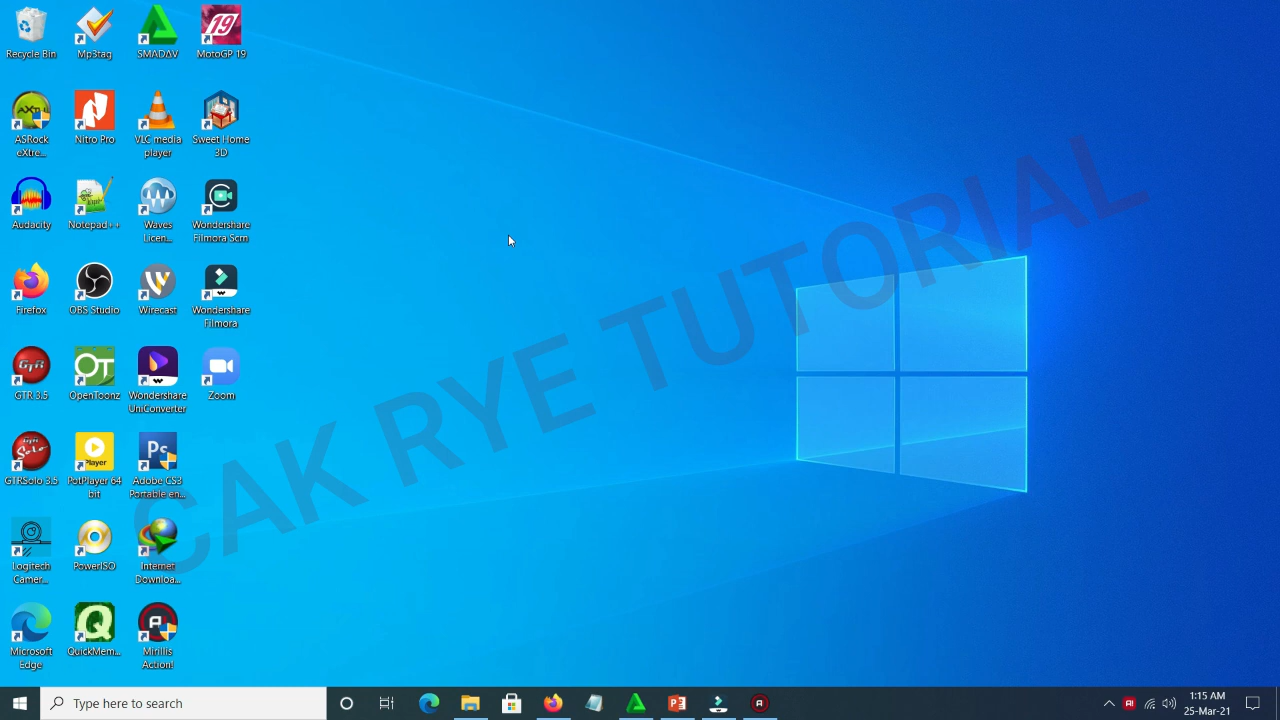 Recycle Bin
Mp3tag
SMADΔV
MotoGP 19
ASRock
eXtre...
Nitro Pro
VLC media
player
Sweet Home
3D
Audacity
Notepad++
Waves
Licen...
Wondershare
Filmora Scrn
Firefox
OBS Studio
Wirecast
Wondershare
Filmora
GTR 3.5
OpenToonz
Wondershare
UniConverter
Zoom
GTRSolo 3.5
PotPlayer 64
bit
Adobe CS3
Portable en...
Logitech
Camer...
PowerISO
Internet
Downloa...
Microsoft
Edge
QuickMem...
Mirillis
Action!
CAK RYE TUTORIAL
Type here to search
1:15 AM
25-Mar-21